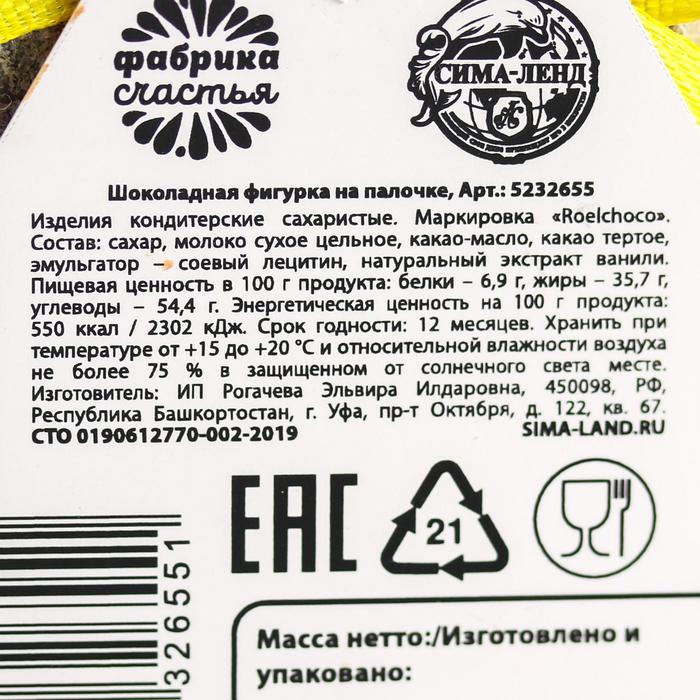 фабрика
счастья
СИМА-ЛЕНД
Шоколадная фигурка на палочке, Арт.: 5232655
Изделия кондитерские сахаристые. Маркировка «Roelchoco».
Состав: сахар, молоко сухое цельное, какао-масло, какао тертое,
эмульгатор – соевый лецитин, натуральный экстракт ванили.
Пищевая ценность в 100 г продукта: белки – 6,9 г, жиры – 35,7 г,
углеводы – 54,4 г. Энергетическая ценность на 100 г продукта:
550 ккал / 2302 кДж. Срок годности: 12 месяцев. Хранить при
температуре от +15 до +20 °С и относительной влажности воздуха
не более 75 % в защищенном от солнечного света месте.
Изготовитель: ИП Рогачева Эльвира Илдаровна, 450098, РФ,
Республика Башкортостан, г. Уфа, пр-т Октября, д. 122, кв. 67.
СТО 0190612770-002-2019 SIMA-LAND.RU
EAC
21
326551
Масса нетто:/Изготовлено и
упаковано: